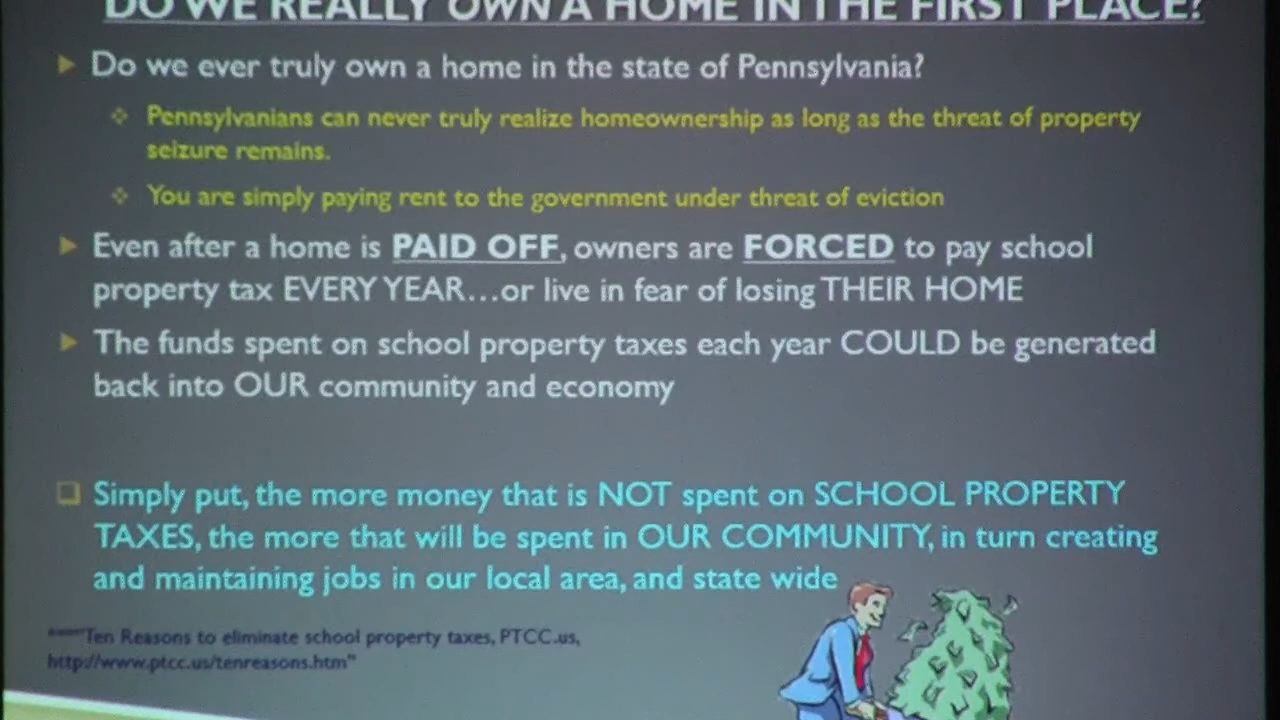 DO WE REALLY OWN A HOME IN THE FIRST PLACE?
Do we ever truly own a home in the state of Pennsylvania?
Pennsylvanians can never truly realize homeownership as long as the threat of property
seizure remains.
You are simply paying rent to the government under threat of eviction
Even after a home is PAID OFF, owners are FORCED to pay school
property tax EVERY YEAR...or live in fear of losing THEIR HOME
The funds spent on school property taxes each year COULD be generated
back into OUR community and economy
Simply put, the more money that is NOT spent on SCHOOL PROPERTY
TAXES, the more that will be spent in OUR COMMUNITY, in turn creating
and maintaining jobs in our local area, and state wide
****"Ten Reasons to eliminate school property taxes, PTCC.us,
http://www.ptcc.us/tenreasons.htm"